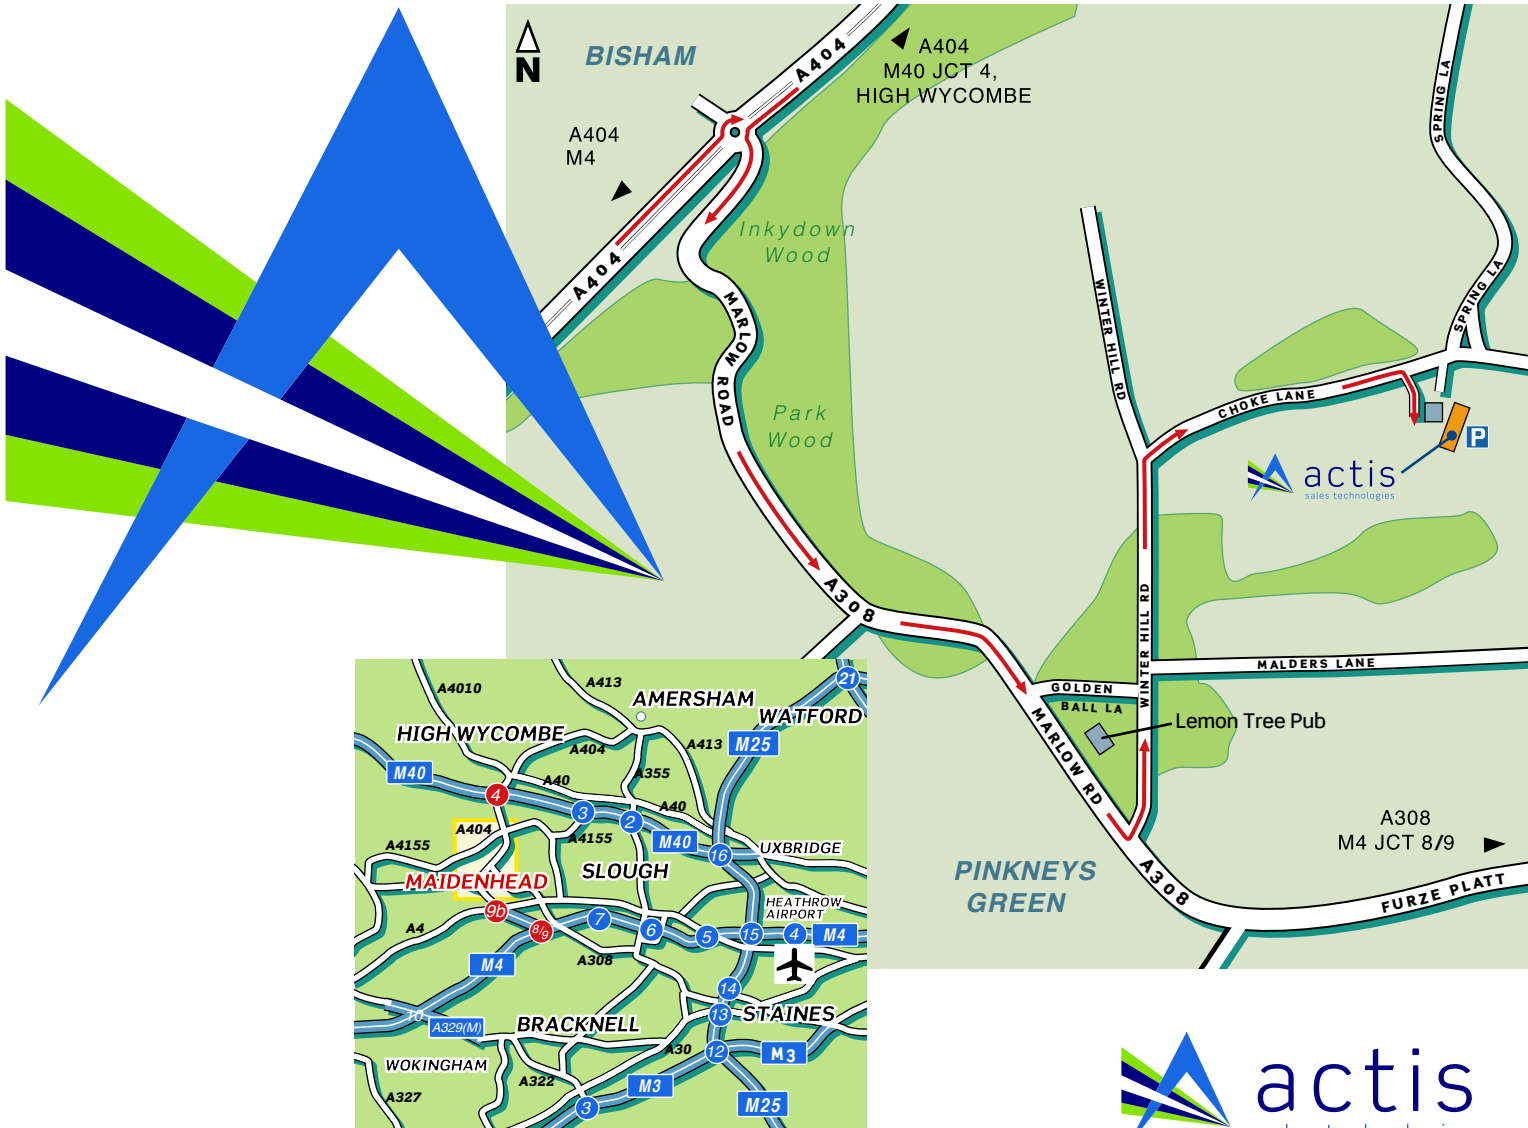 N
BISHAM
A404
A404
M40 JCT 4,
HIGH WYCOMBE
A404
M4
A404
Inkydown
Wood
MARLOW
ROAD
Park
Wood
A308
SPRING LA
SPRING LA
WINTER HILL RD
CHOKE LANE
P
actis
sales technologies
WINTER HILL RD
MALDERS LANE
GOLDEN
BALL LA
Lemon Tree Pub
MARLOW RD
A308
M4 JCT 8/9
PINKNEYS
GREEN
A308
FURZE PLATT
A4010
A413
21
AMERSHAM
WATFORD
HIGH WYCOMBE
A404
A413
M25
M40
A40
A355
4
3
A40
2
A404
A4155
M40
16
UXBRIDGE
A4155
SLOUGH
MAIDENHEAD
HEATHROW
AIRPORT
9b
7
A4
8/9
6
5
15
4
M4
M4
A308
14
10
A329(M)
BRACKNELL
13
STAINES
WOKINGHAM
A30
12
M3
A322
M3
A327
3
M25
actis